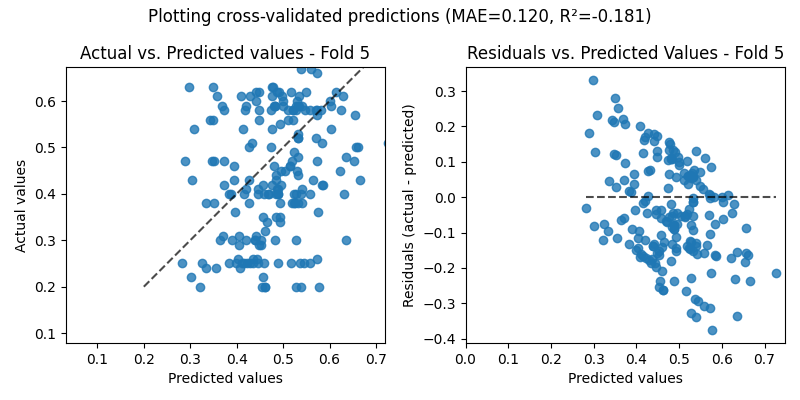 Plotting cross-validated predictions (MAE=0.120, R²=-0.181)
Actual vs. Predicted values - Fold 5
Actual values
0.6
0.5
0.4
0.3
0.2
0.1
0.1 0.2 0.3 0.4 0.5 0.6 0.7
Predicted values
Residuals vs. Predicted Values - Fold 5
Residuals (actual - predicted)
0.3
0.2
0.1
0.0
−0.1
−0.2
−0.3
−0.4
0.0 0.1 0.2 0.3 0.4 0.5 0.6 0.7
Predicted values